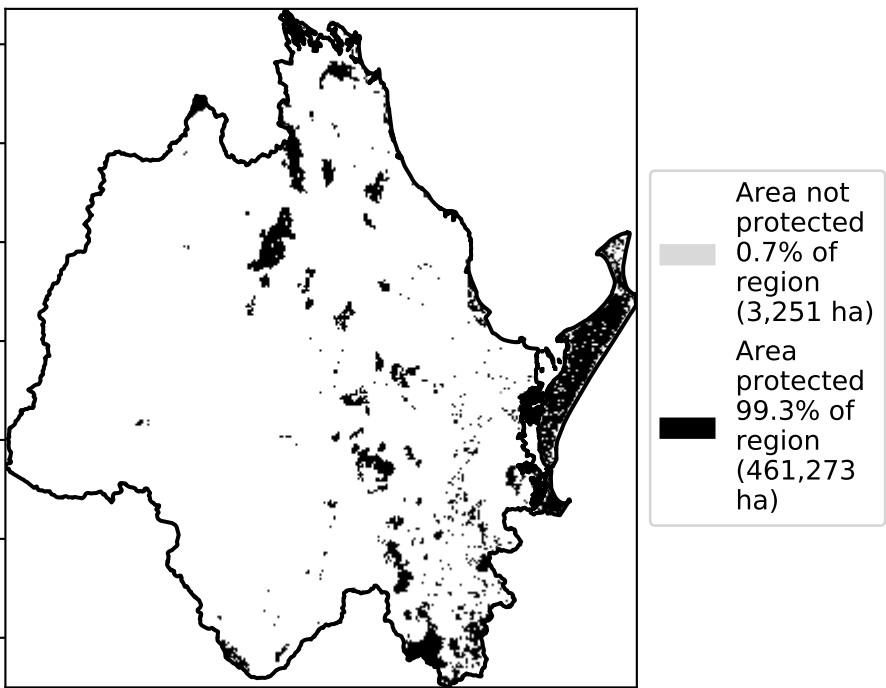 Area not
protected
0.7% of
region
(3,251 ha)
Area
protected
99.3% of
region
(461,273
ha)